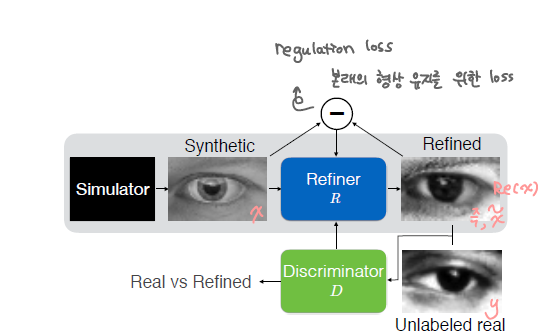 regulation loss
본래의 형상 유지를 위한 loss
Synthetic
Refined
Simulator
Refiner
R
x
Re(x)
즉, x̃
Discriminator
D
Real vs Refined
y
Unlabeled real